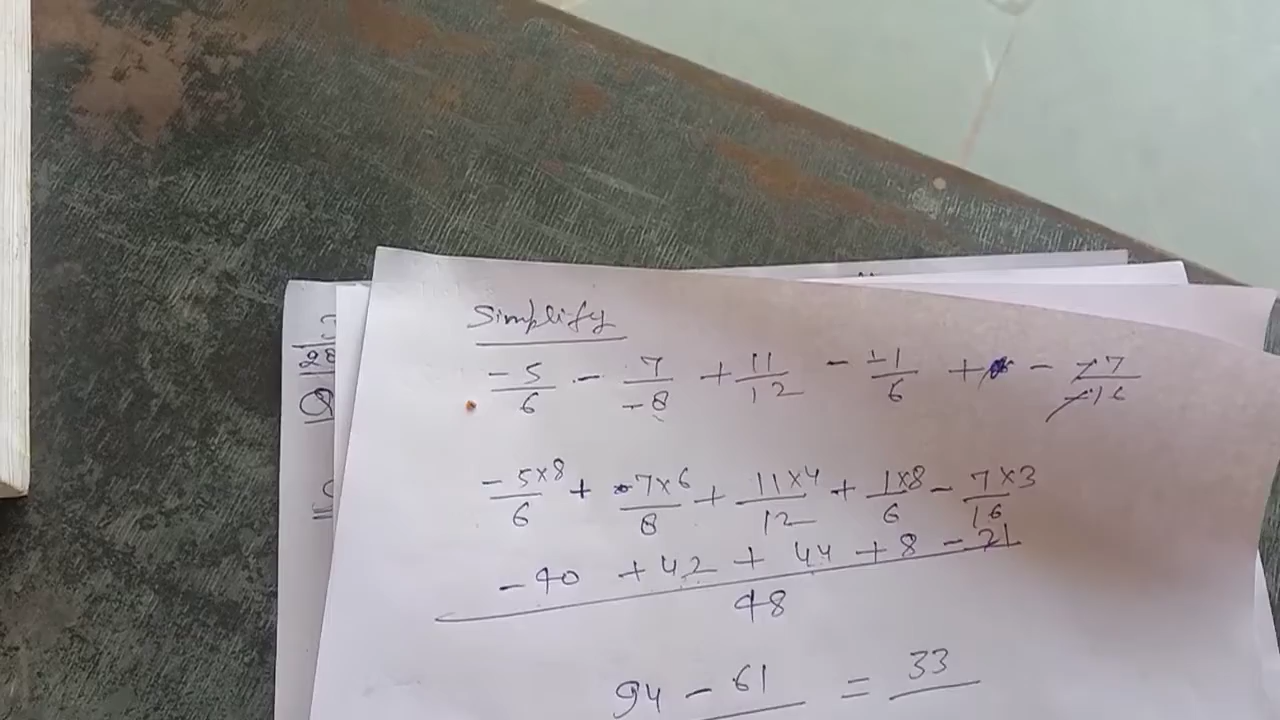 Simplify
-5/6 - 7/-8 + 11/12 - -1/6 + - -7/-16
-5×8/6 + 7×6/8 + 11×4/12 + 1×8/6 - 7×3/16
-40 + 42 + 44 + 8 - 21
48
94 - 61 = 33
28